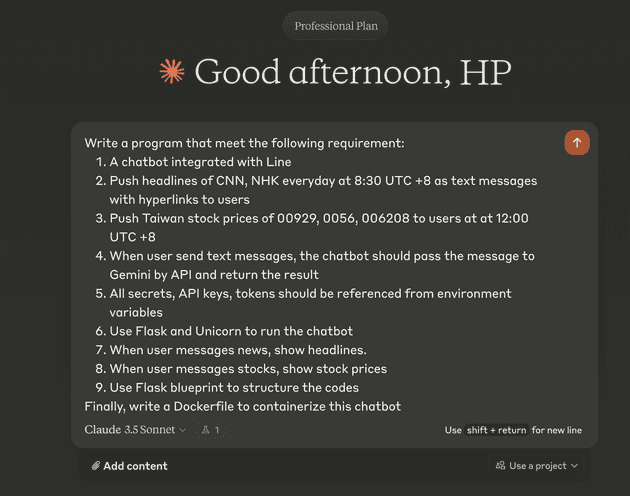 Professional Plan
Good afternoon, HP
Write a program that meet the following requirement:
1. A chatbot integrated with Line
2. Push headlines of CNN, NHK everyday at 8:30 UTC +8 as text messages
with hyperlinks to users
3. Push Taiwan stock prices of 00929, 0056, 006208 to users at at 12:00
UTC +8
4. When user send text messages, the chatbot should pass the message to
Gemini by API and return the result
5. All secrets, API keys, tokens should be referenced from environment
variables
6. Use Flask and Unicorn to run the chatbot
7. When user messages news, show headlines.
8. When user messages stocks, show stock prices
9. Use Flask blueprint to structure the codes
Finally, write a Dockerfile to containerize this chatbot
Claude 3.5 Sonnet 1 Use shift + return for new line
Add content Use a project